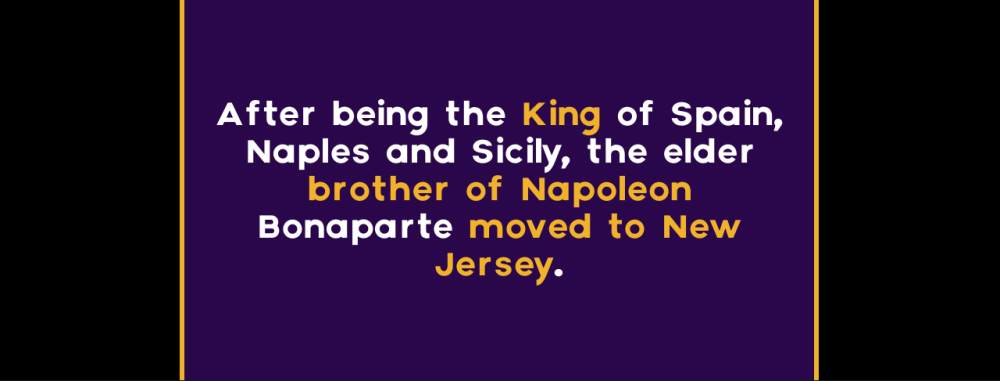 After being the King of Spain,
Naples and Sicily, the elder
brother of Napoleon
Bonaparte moved to New
Jersey.